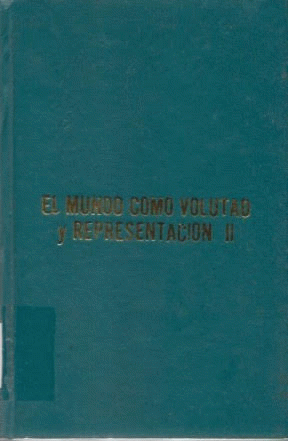 EL MUNDO COMO VOLUTAD
y REPRESENTACION II